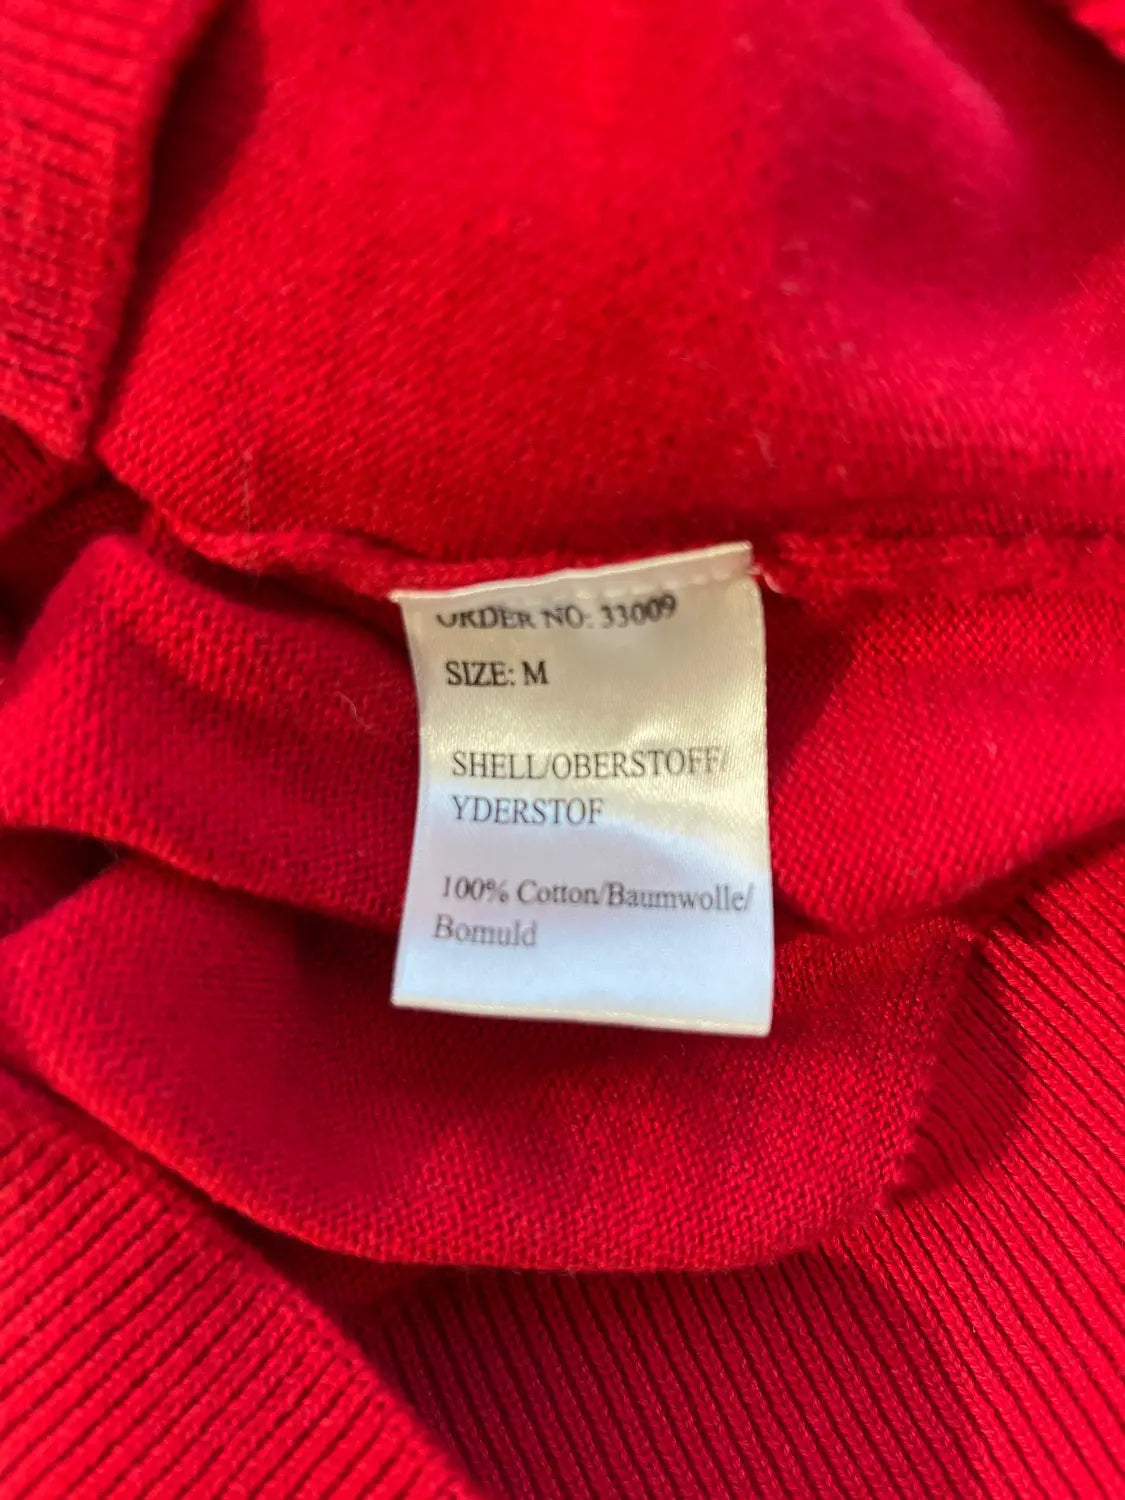 ORDER NO: 33009
SIZE: M
SHELL/OBERSTOFF/
YDERSTOF
100% Cotton/Baumwolle/
Bomuld